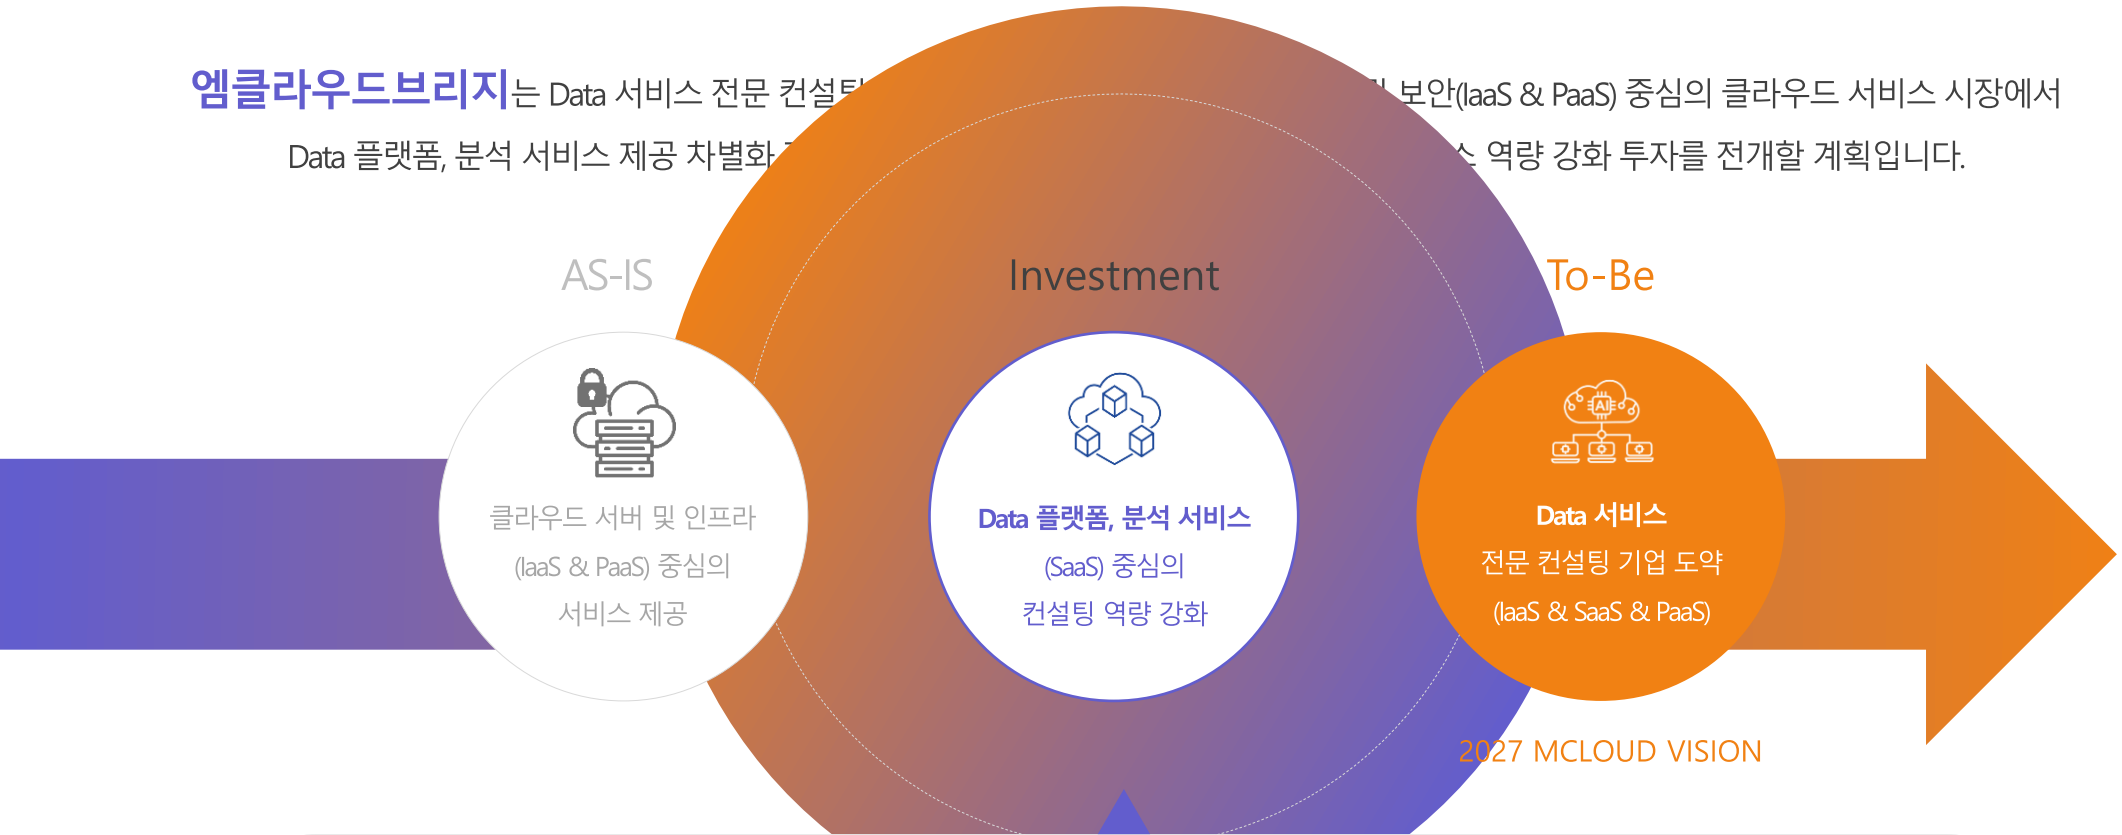 엠클라우드브리지는 Data 서비스 전문 컨설팅
보안(IaaS & PaaS) 중심의 클라우드 서비스 시장에서
Data 플랫폼, 분석 서비스 제공 차별화
역량 강화 투자를 전개할 계획입니다.
AS-IS
Investment
To-Be
AI
클라우드 서버 및 인프라
(IaaS & PaaS) 중심의
서비스 제공
Data 플랫폼, 분석 서비스
(SaaS) 중심의
컨설팅 역량 강화
Data 서비스
전문 컨설팅 기업 도약
(IaaS & SaaS & PaaS)
2027 MCLOUD VISION